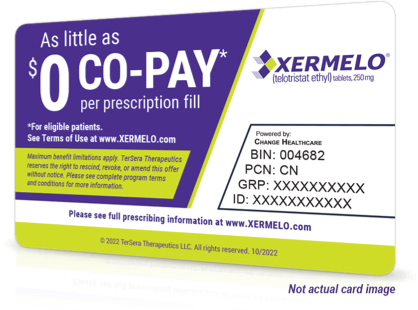 As little as
$0 CO-PAY*
per prescription fill
*For eligible patients.
See Terms of Use at www.XERMELO.com
Maximum benefit limitations apply. TerSera Therapeutics
reserves the right to rescind, revoke, or amend this offer
without notice. Please see complete program terms
and conditions for more information.
XERMELO®
(telotristat ethyl) tablets, 250 mg
Powered by:
CHANGE HEALTHCARE
BIN: 004682
PCN: CN
GRP: XXXXXXXXXX
ID: XXXXXXXXXXX
Please see full prescribing information at www.XERMELO.com
© 2022 TerSera Therapeutics LLC. All rights reserved. 10/2022
Not actual card image